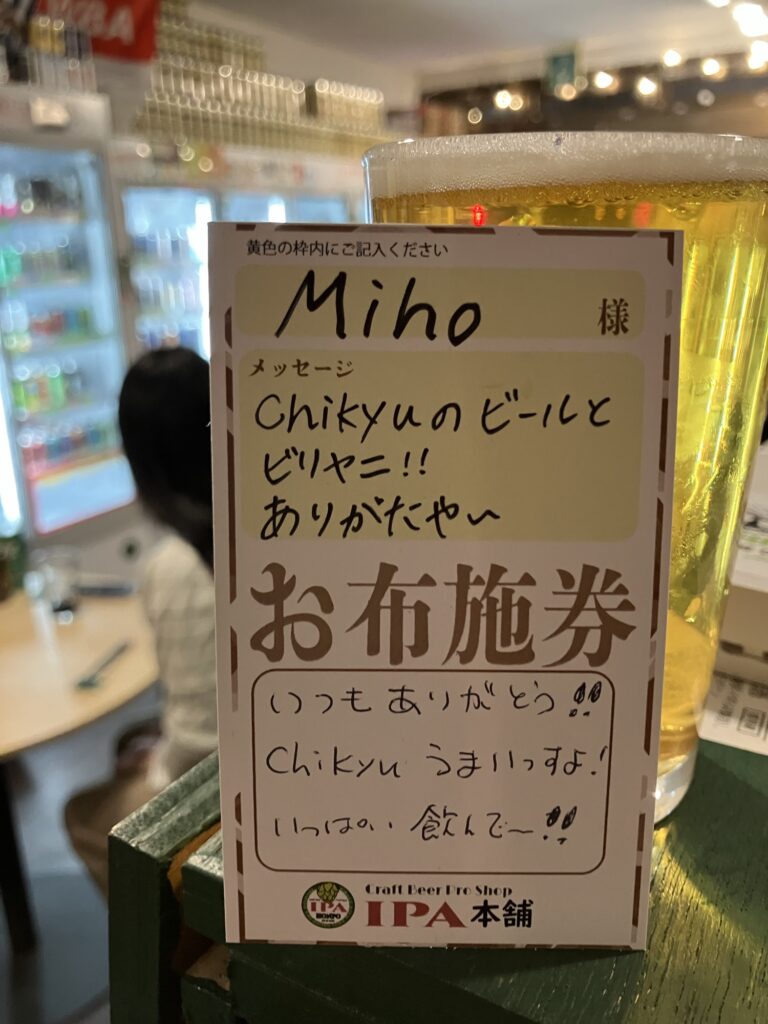 WBA
黄色の枠内にご記入ください
Miho 様
メッセージ
Chikyuのビールと
ビリヤニ!!
ありがたや〜
お布施券
いつもありがとう!!
Chikyu うまいっすよ!
いっぱい飲んで〜!!
Craft Beer Pro Shop
IPA
IPA本舗